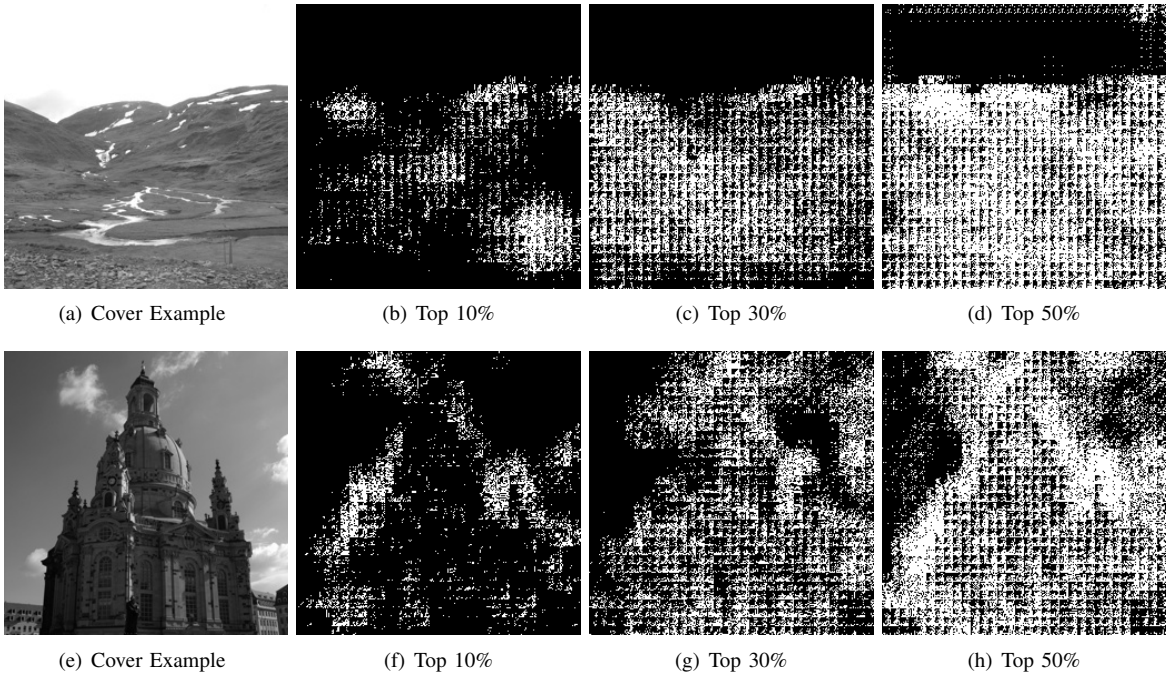 (a) Cover Example
(b) Top 10%
(c) Top 30%
(d) Top 50%
(e) Cover Example
(f) Top 10%
(g) Top 30%
(h) Top 50%